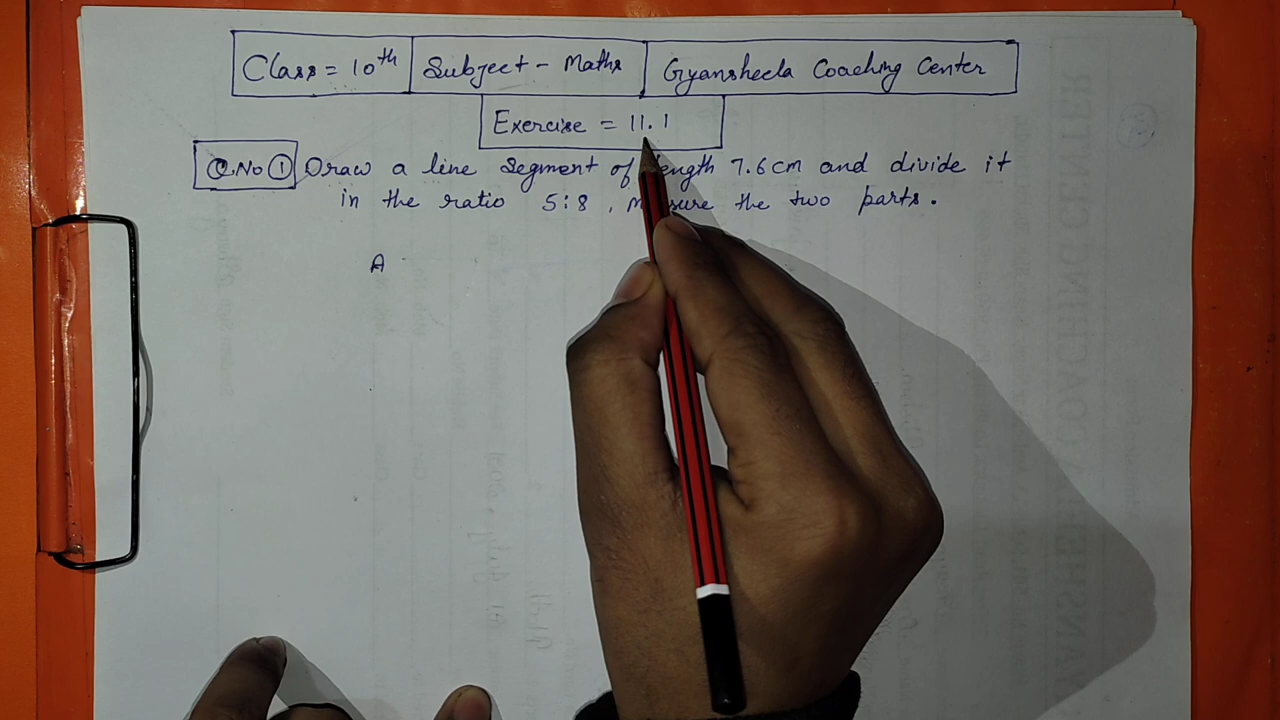 Class = 10th Subject - Maths Gyansheela Coaching Center
Exercise = 11.1
Q.No 1 Draw a line segment of length 7.6 cm and divide it
in the ratio 5:8, Measure the two parts.
A